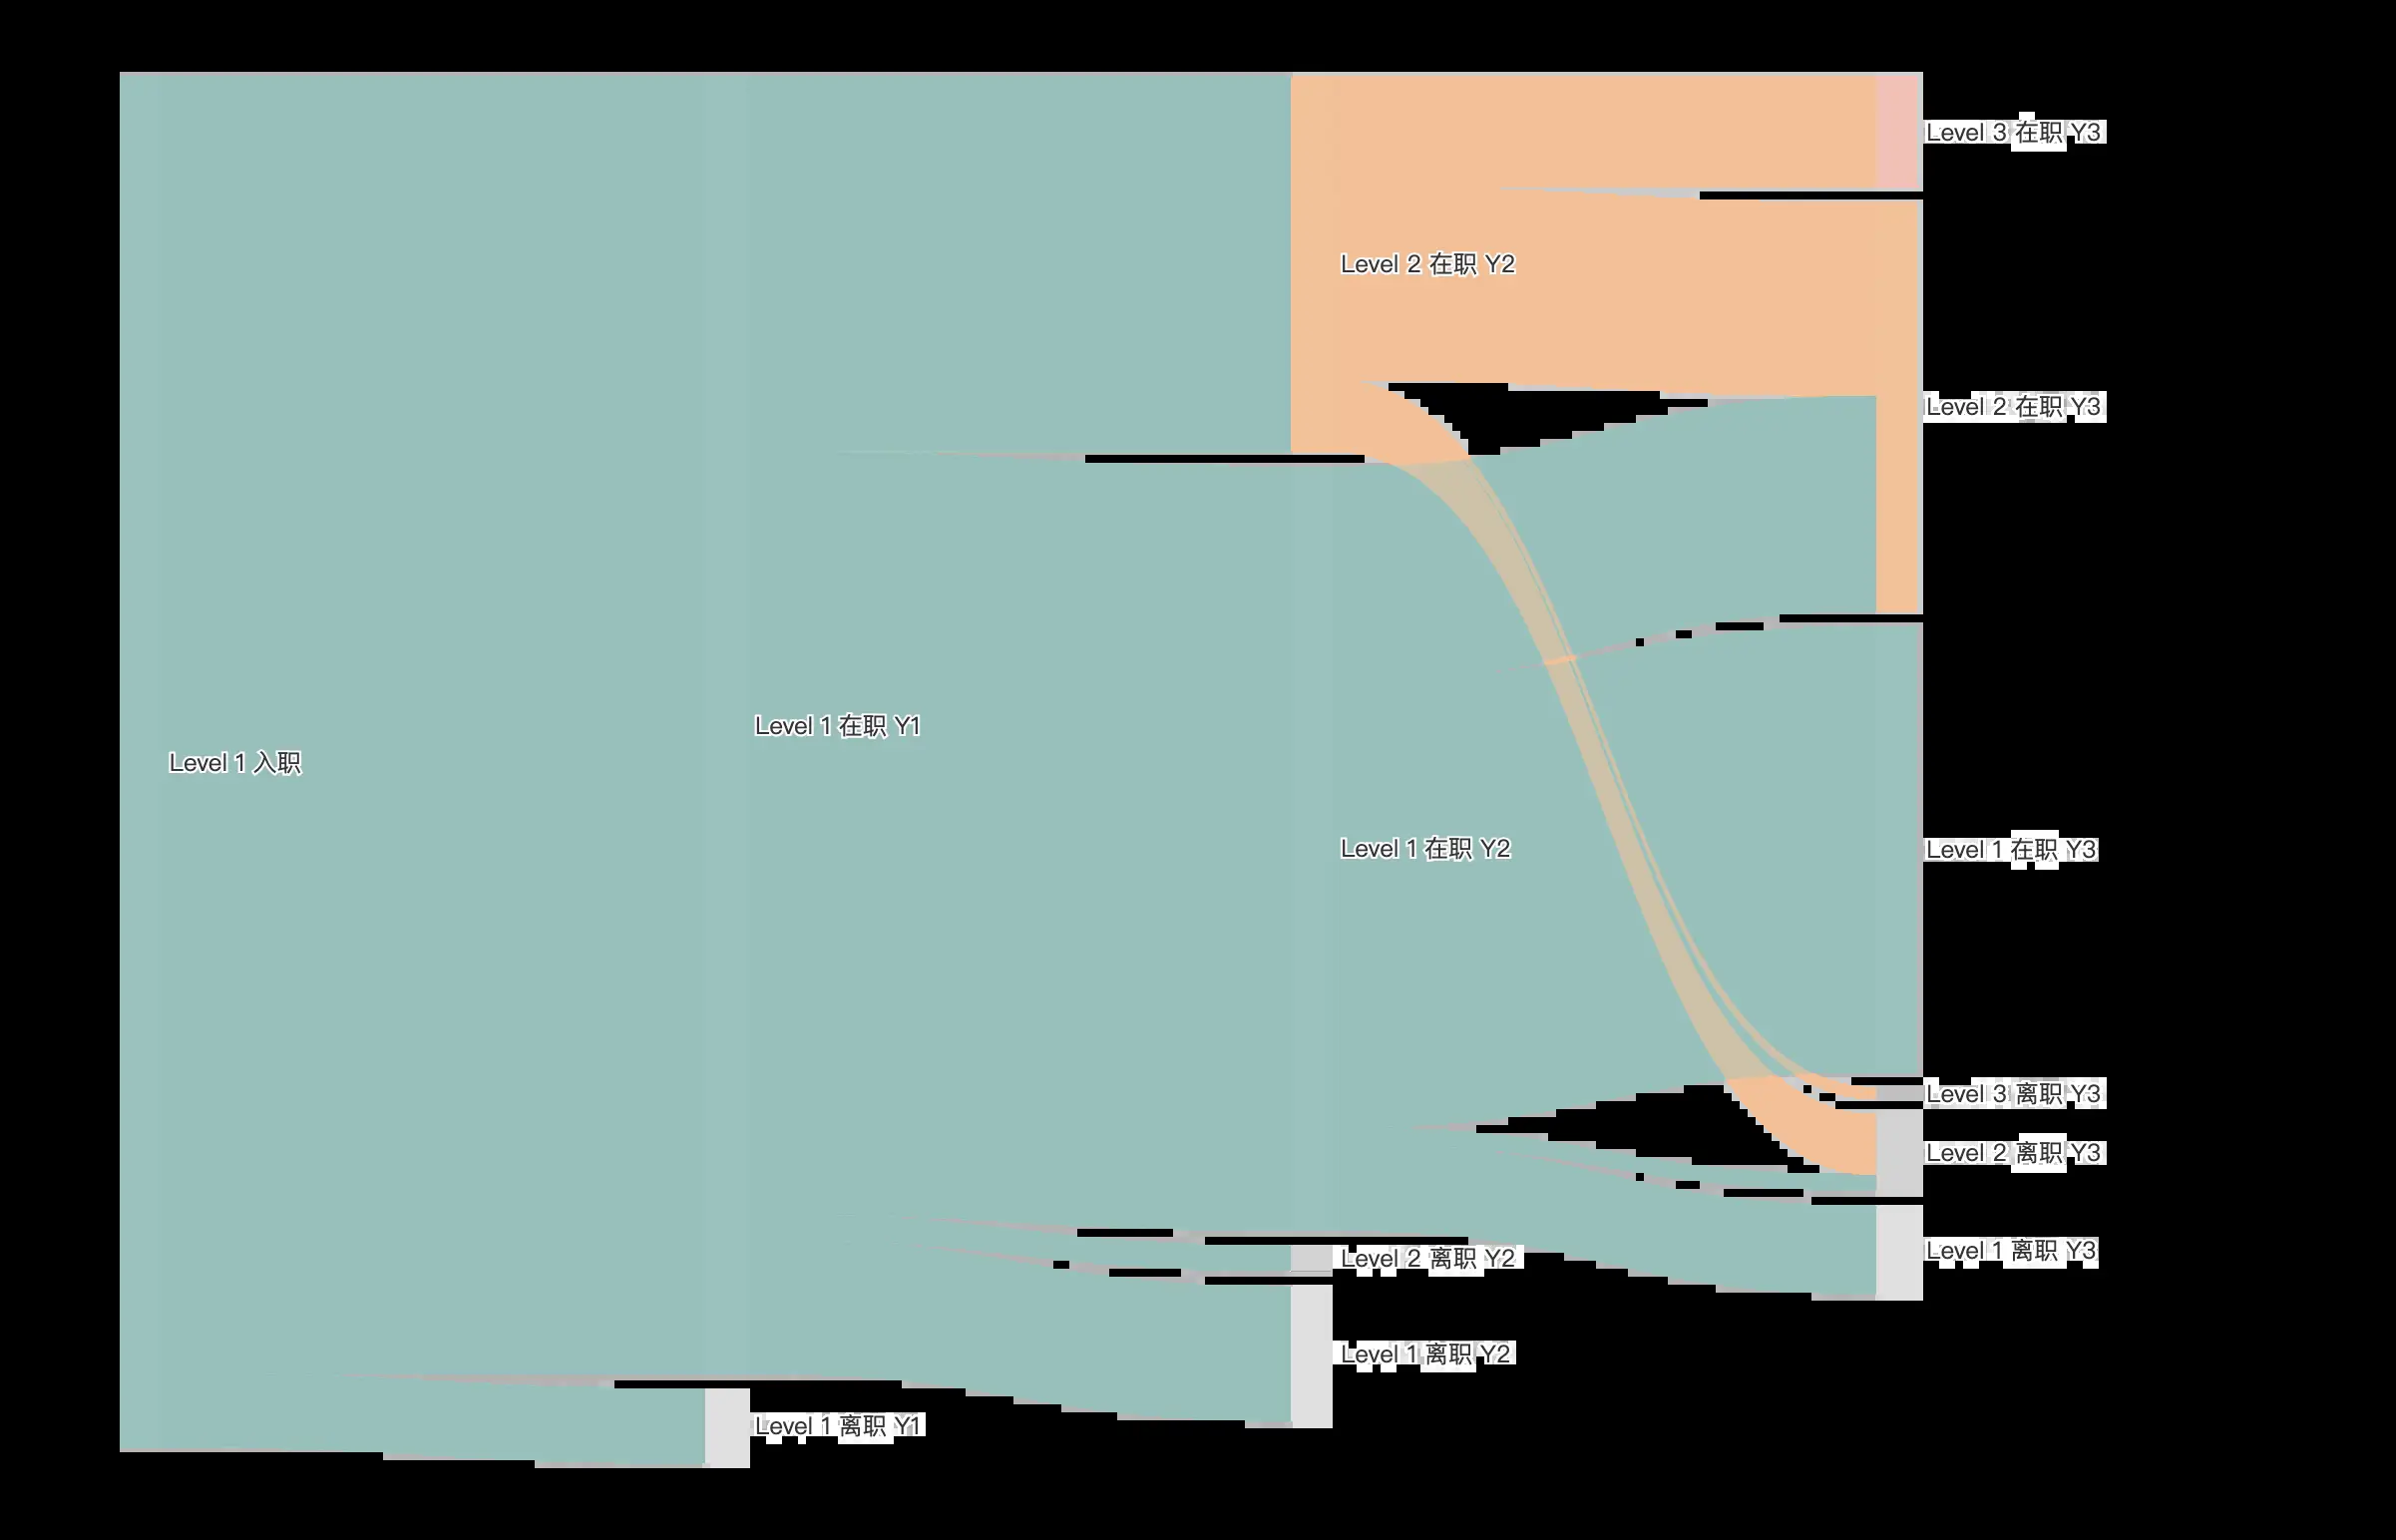 Level 1 入职
Level 1 在职 Y1
Level 1 离职 Y1
Level 2 在职 Y2
Level 1 在职 Y2
Level 2 离职 Y2
Level 1 离职 Y2
Level 3 在职 Y3
Level 2 在职 Y3
Level 1 在职 Y3
Level 3 离职 Y3
Level 2 离职 Y3
Level 1 离职 Y3